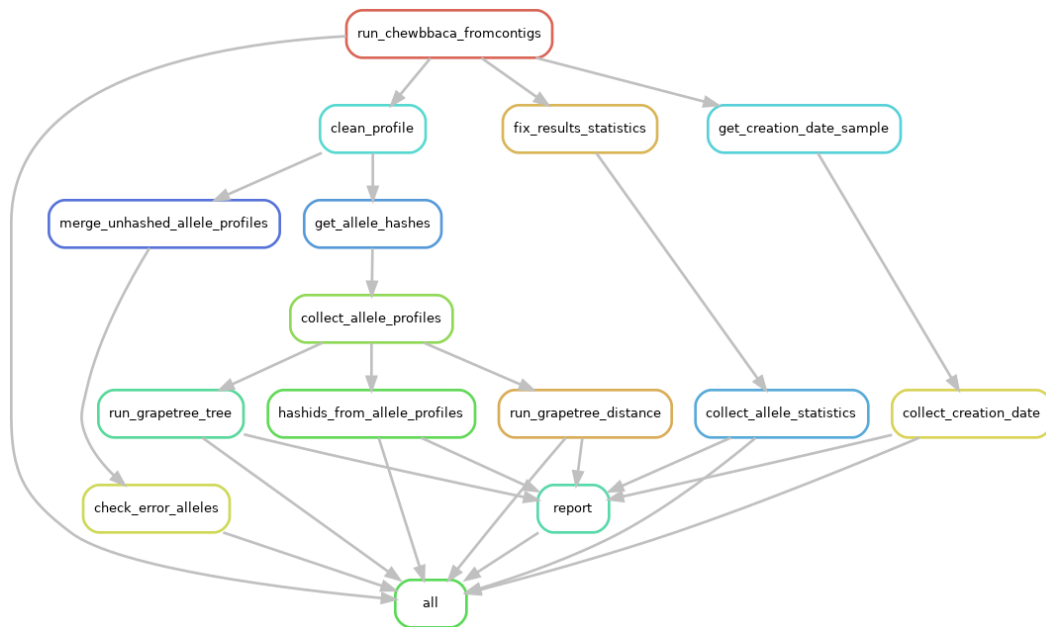 run_chewbbaca_fromcontigs
clean_profile
fix_results_statistics
get_creation_date_sample
merge_unhashed_allele_profiles
get_allele_hashes
collect_allele_profiles
run_grapetree_tree
hashids_from_allele_profiles
run_grapetree_distance
collect_allele_statistics
collect_creation_date
check_error_alleles
report
all